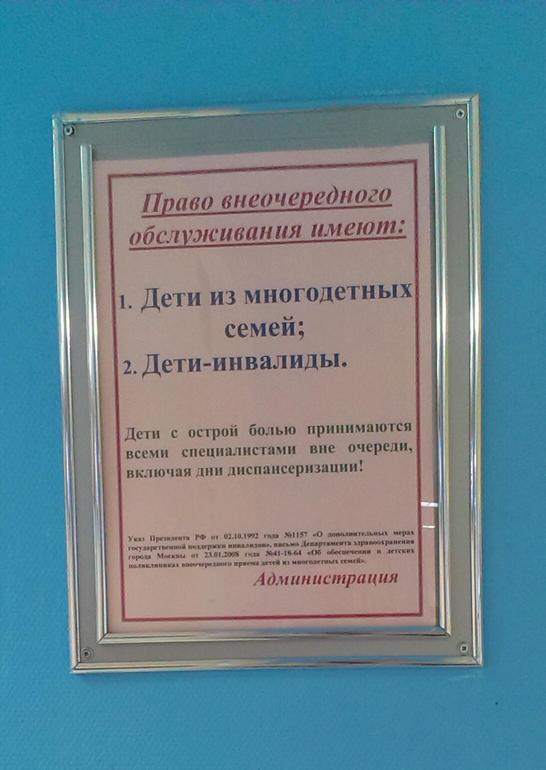 Право внеочередного
обслуживания имеют:
1. Дети из многодетных
семей;
2. Дети-инвалиды.
Дети с острой болью принимаются
всеми специалистами вне очереди,
включая дни диспансеризации!
Указ Президента РФ от 02.10.1992 года №1157 «О дополнительных мерах
государственной поддержки инвалидов», письмо Департамента здравоохранения
города Москвы от 23.01.2008 года №41-18-64 «Об обеспечении в детских
поликлиниках внеочередного приема детей из многодетных семей».
Администрация